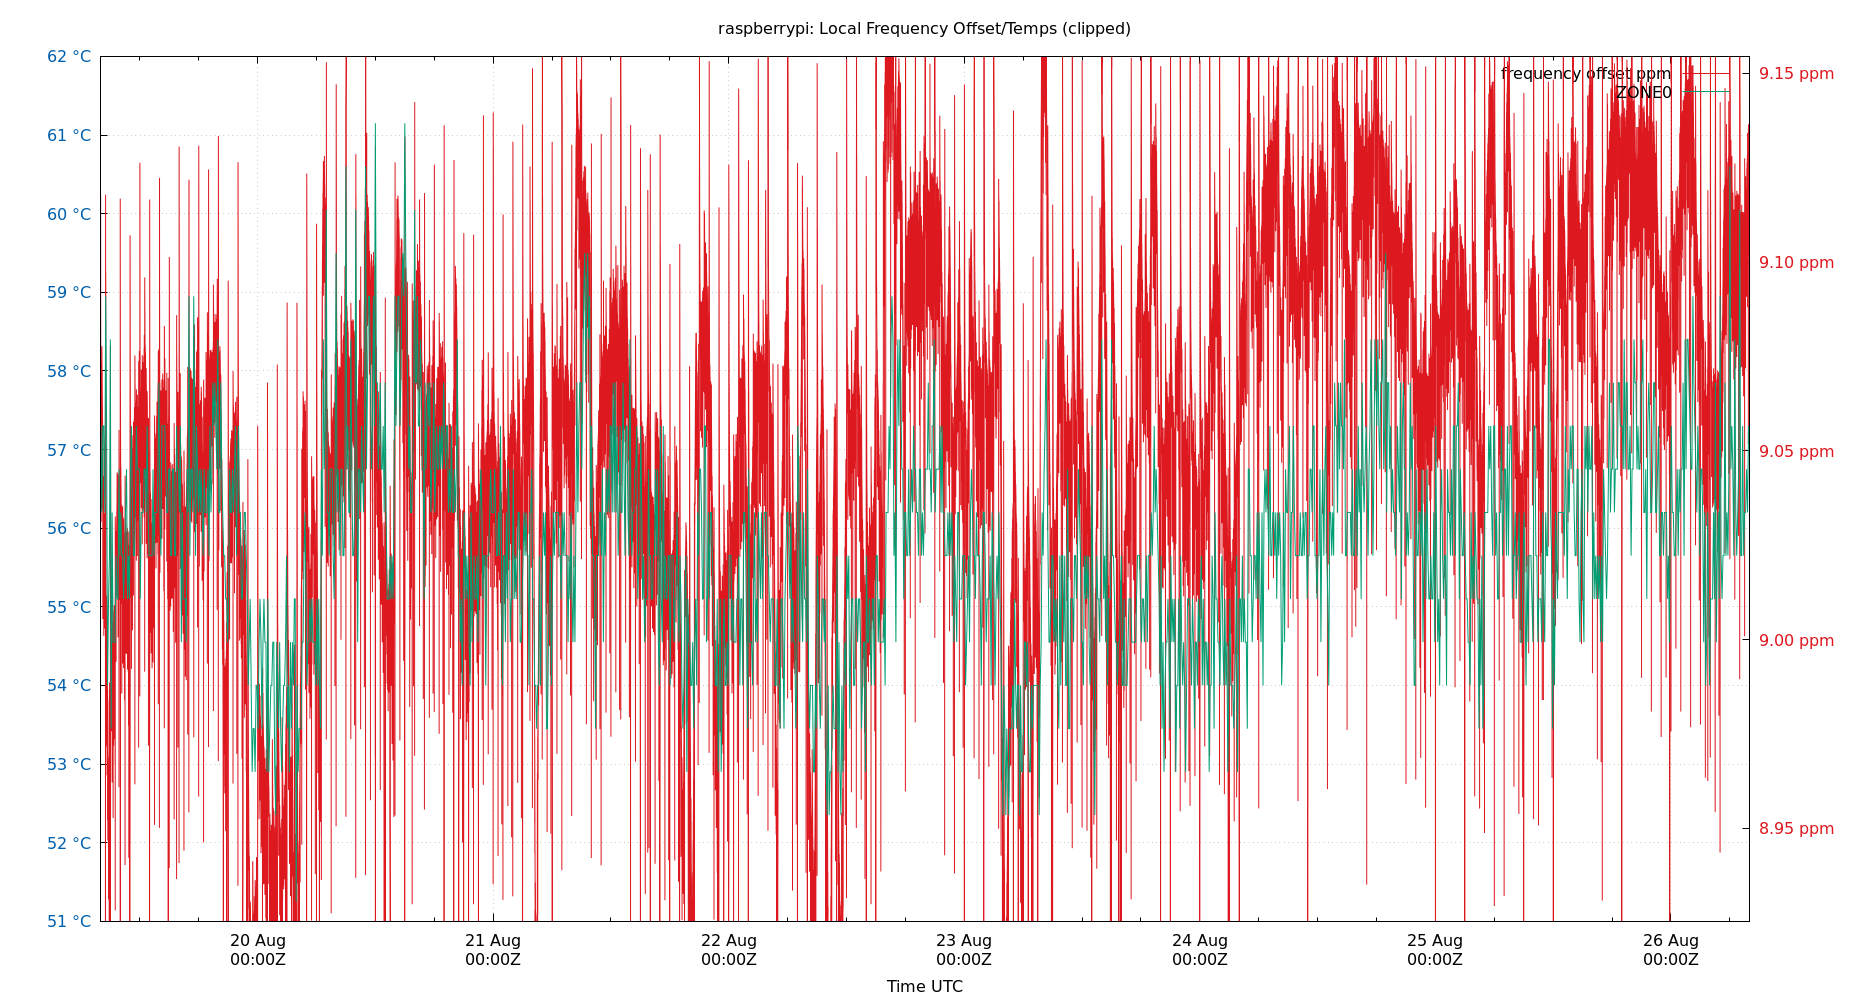 raspberrypi: Local Frequency Offset/Temps (clipped)
62 °C
61 °C
60 °C
59 °C
58 °C
57 °C
56 °C
55 °C
54 °C
53 °C
52 °C
51 °C
frequency offset ppm
ZONE0
9.15 ppm
9.10 ppm
9.05 ppm
9.00 ppm
8.95 ppm
20 Aug
00:00Z
21 Aug
00:00Z
22 Aug
00:00Z
23 Aug
00:00Z
24 Aug
00:00Z
25 Aug
00:00Z
26 Aug
00:00Z
Time UTC